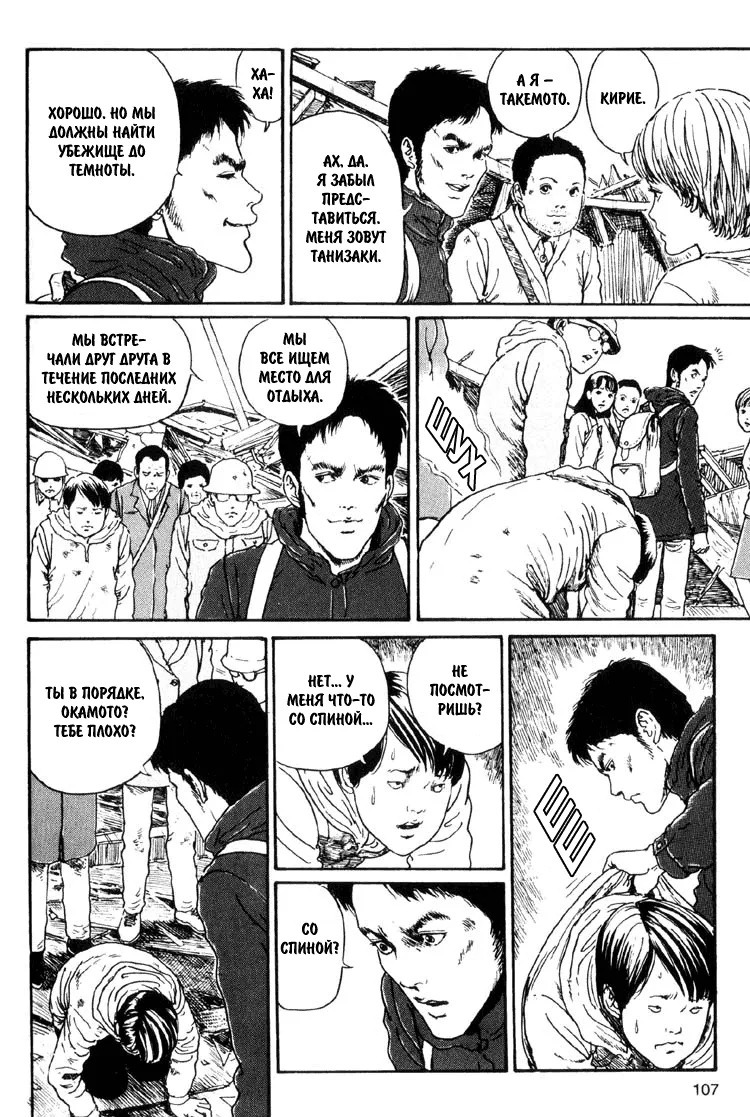 ХОРОШО. НО МЫ
ДОЛЖНЫ НАЙТИ
УБЕЖИЩЕ ДО
ТЕМНОТЫ.
ХА-
ХА!
АХ, ДА.
Я ЗАБЫЛ
ПРЕДС-
ТАВИТЬСЯ.
МЕНЯ ЗОВУТ
ТАНИЗАКИ.
А Я –
ТАКЕМОТО.
КИРИЕ.
МЫ ВСТРЕ-
ЧАЛИ ДРУГ ДРУГА В
ТЕЧЕНИЕ ПОСЛЕДНИХ
НЕСКОЛЬКИХ ДНЕЙ.
МЫ
ВСЕ ИЩЕМ
МЕСТО ДЛЯ
ОТДЫХА.
ШУХ
ТЫ В ПОРЯДКЕ,
ОКАМОТО?
ТЕБЕ ПЛОХО?
НЕТ... У
МЕНЯ ЧТО-ТО
СО СПИНОЙ...
НЕ
ПОСМОТ-
РИШЬ?
СО
СПИНОЙ?
ШШ
107